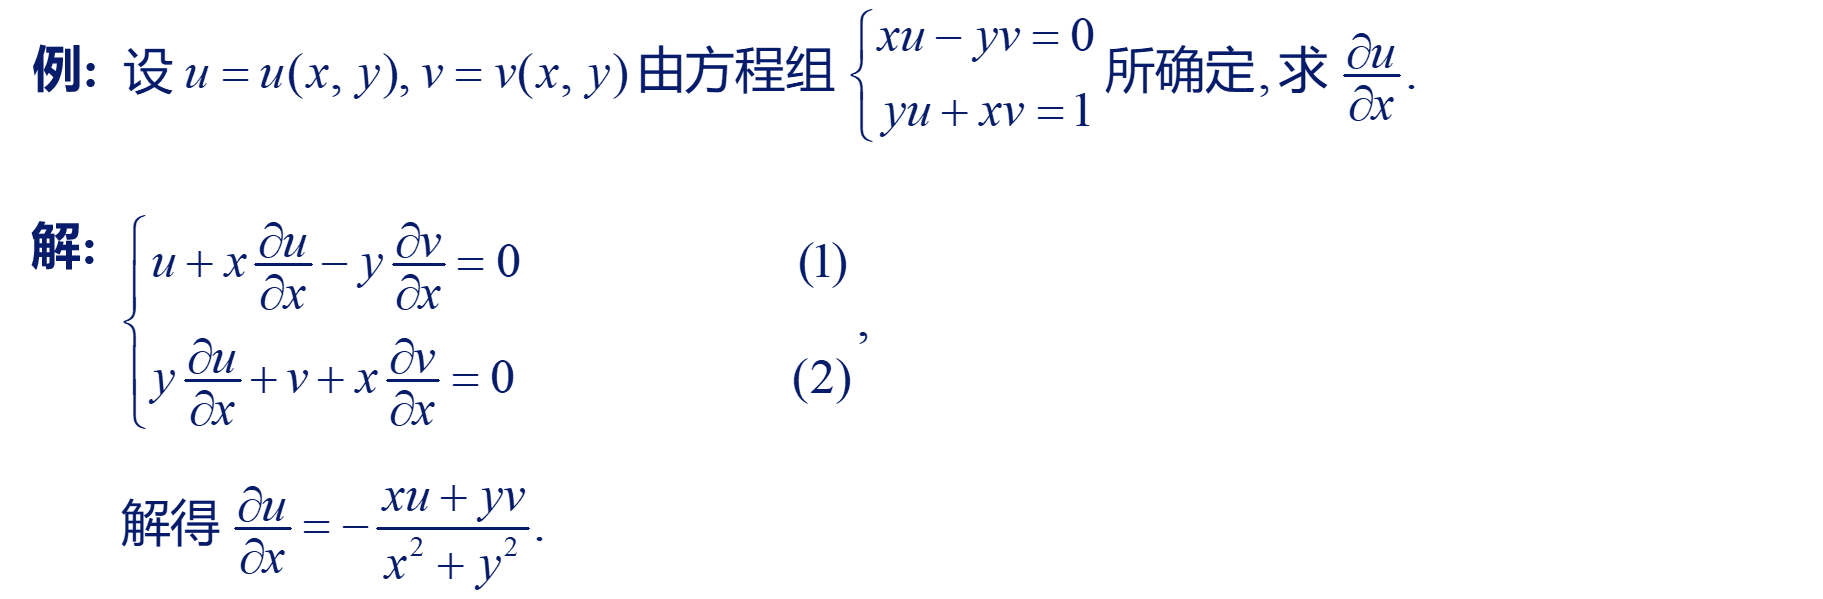 例: 设 u = u(x, y), v = v(x, y) 由方程组 { xu − yv = 0, yu + xv = 1 所确定, 求 ∂u/∂x.
解: { u + x ∂u/∂x − y ∂v/∂x = 0 (1)
y ∂u/∂x + v + x ∂v/∂x = 0 (2) ,
解得 ∂u/∂x = − (xu + yv)/(x² + y²).